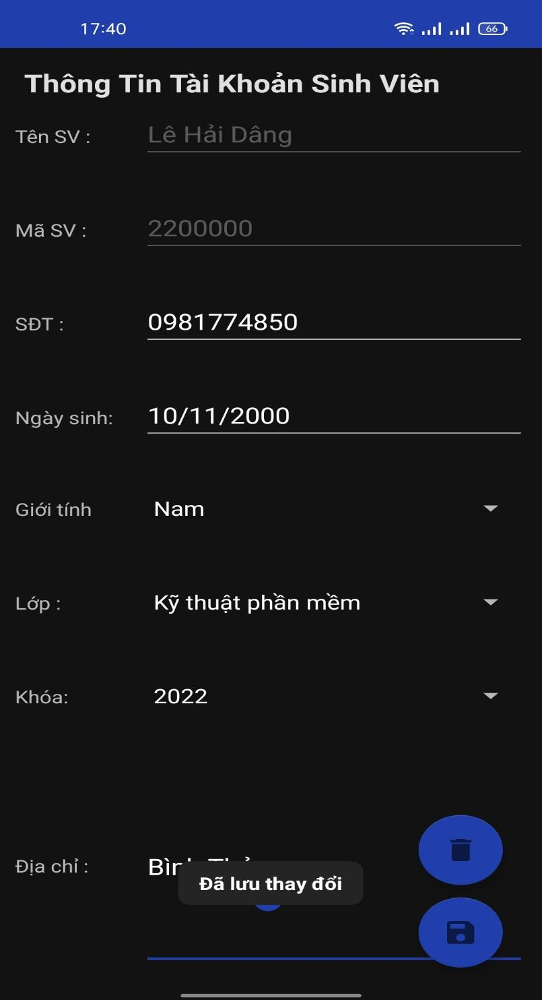 17:40
66
Thông Tin Tài Khoản Sinh Viên
Tên SV : Lê Hải Dâng
Mã SV : 2200000
SĐT : 0981774850
Ngày sinh: 10/11/2000
Giới tính Nam
Lớp : Kỹ thuật phần mềm
Khóa: 2022
Địa chỉ :
Đã lưu thay đổi